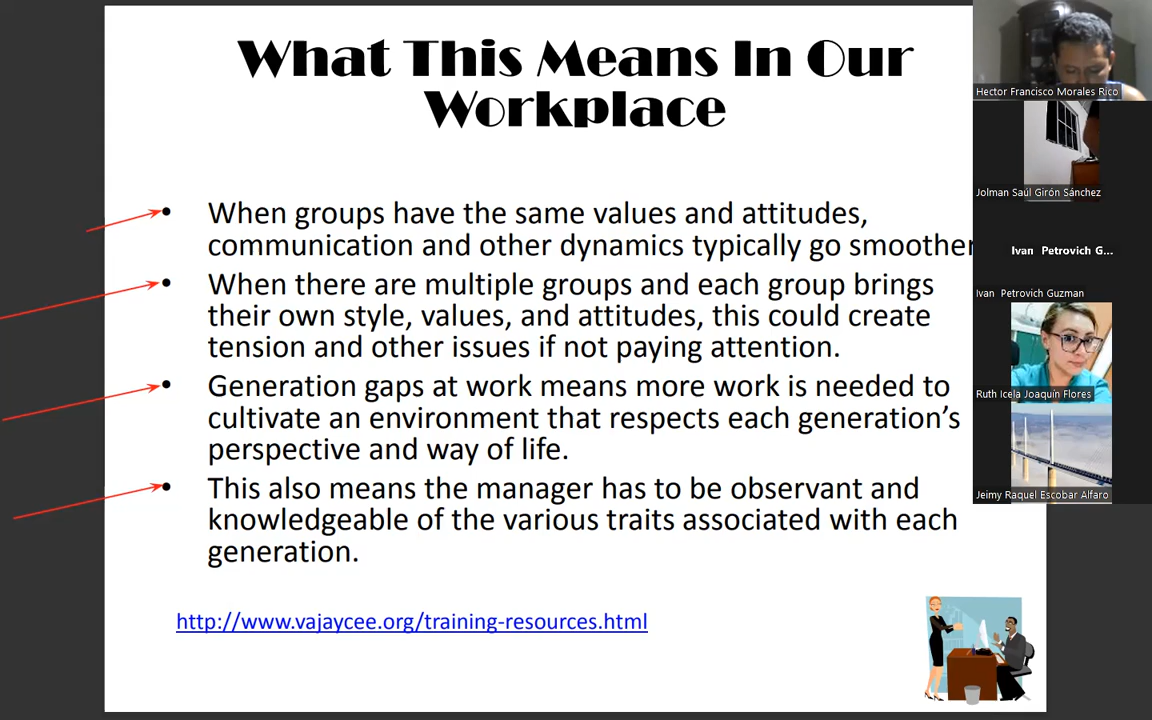 What This Means In Our
Workplace
• When groups have the same values and attitudes,
communication and other dynamics typically go smoother
• When there are multiple groups and each group brings
their own style, values, and attitudes, this could create
tension and other issues if not paying attention.
• Generation gaps at work means more work is needed to
cultivate an environment that respects each generation’s
perspective and way of life.
• This also means the manager has to be observant and
knowledgeable of the various traits associated with each
generation.
http://www.vajaycee.org/training-resources.html
Hector Francisco Morales Rico
Jolman Saúl Girón Sánchez
Ivan Petrovich G...
Ivan Petrovich Guzman
Ruth Icela Joaquin Flores
Jeimy Raquel Escobar Alfaro